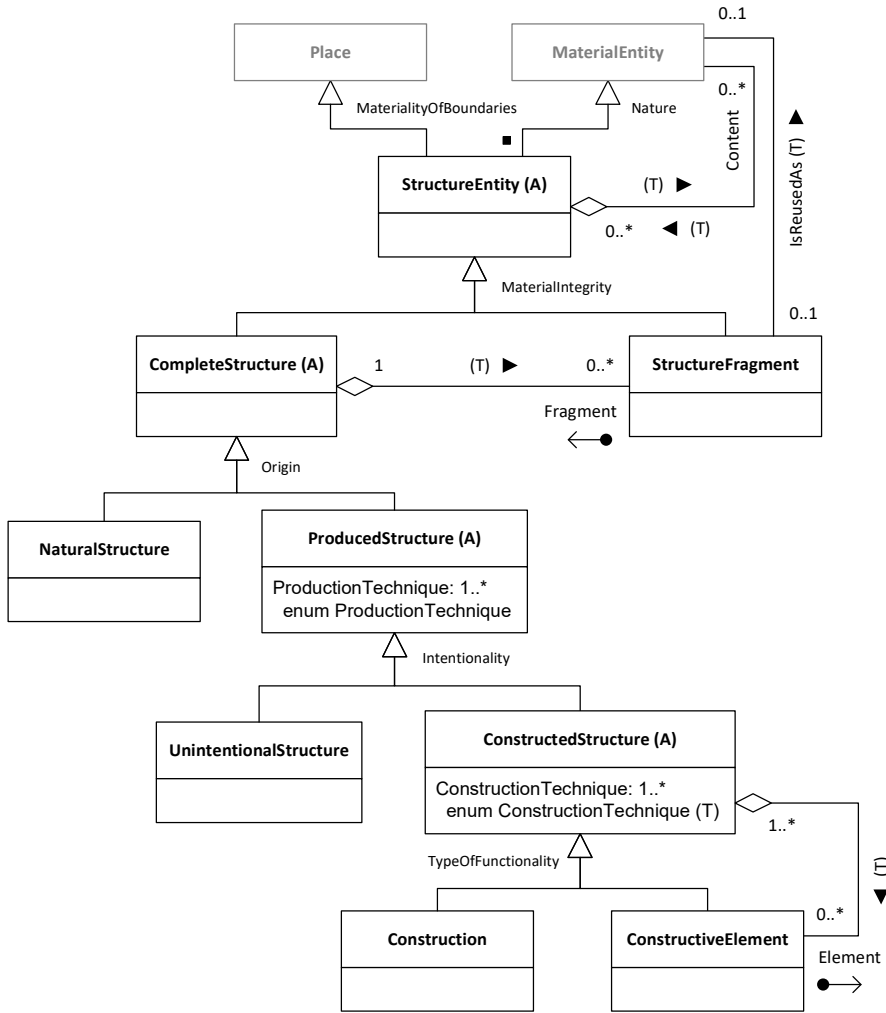 0..1
Place
MaterialEntity
MaterialityOfBoundaries
Nature
0..*
Content
IsReusedAs (T) ►
StructureEntity (A)
(T) ►
0..*
◄ (T)
MaterialIntegrity
0..1
CompleteStructure (A)
1
(T) ►
0..*
StructureFragment
Fragment
Origin
NaturalStructure
ProducedStructure (A)
ProductionTechnique: 1..*
enum ProductionTechnique
Intentionality
UnintentionalStructure
ConstructedStructure (A)
ConstructionTechnique: 1..*
enum ConstructionTechnique (T)
1..*
TypeOfFunctionality
◄ (T)
0..*
Construction
ConstructiveElement
Element